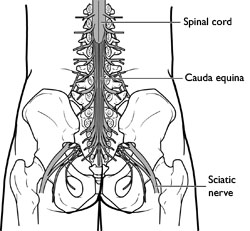 Spinal cord
Cauda equina
Sciatic
nerve